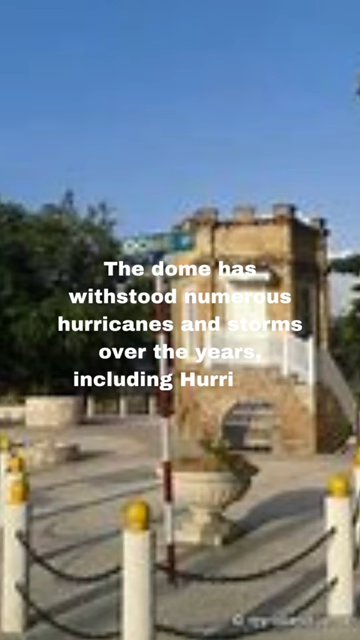 The dome has
withstood numerous
hurricanes and storms
over the years,
including Hurri